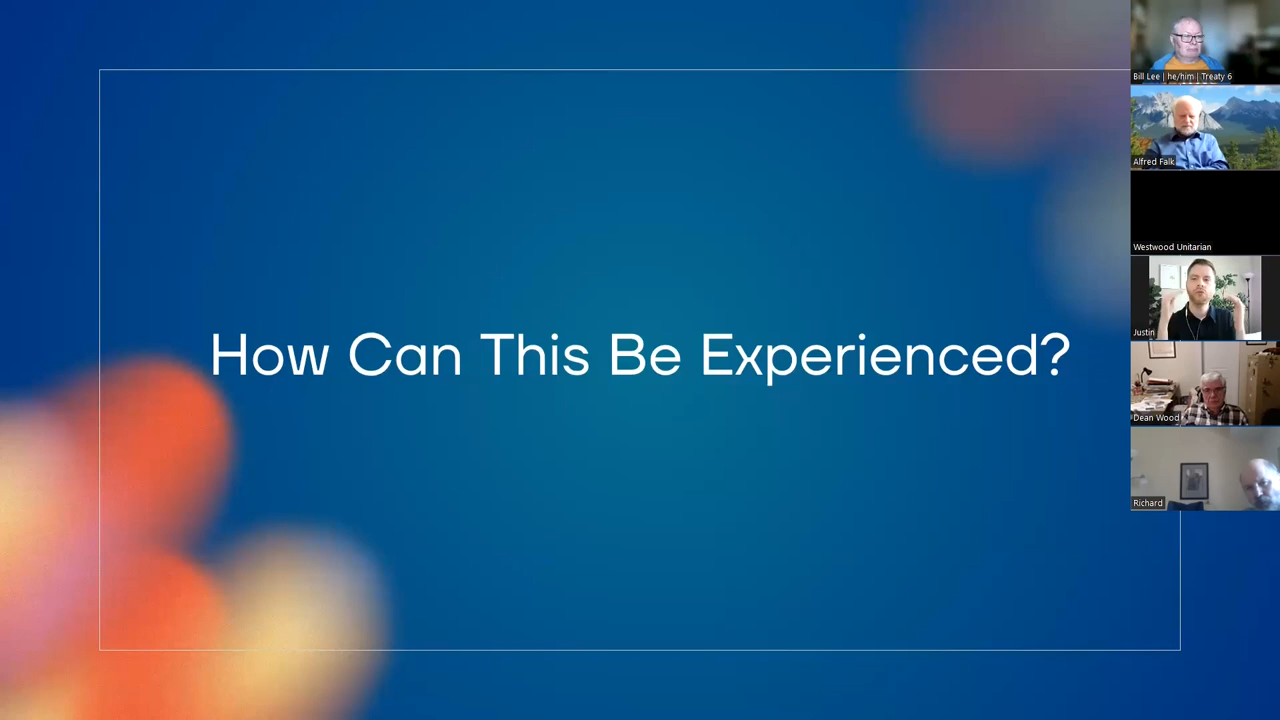 How Can This Be Experienced?
Bill Lee | he/him | Treaty 6
Alfred Falk
Westwood Unitarian
Justin
Dean Wood
Richard